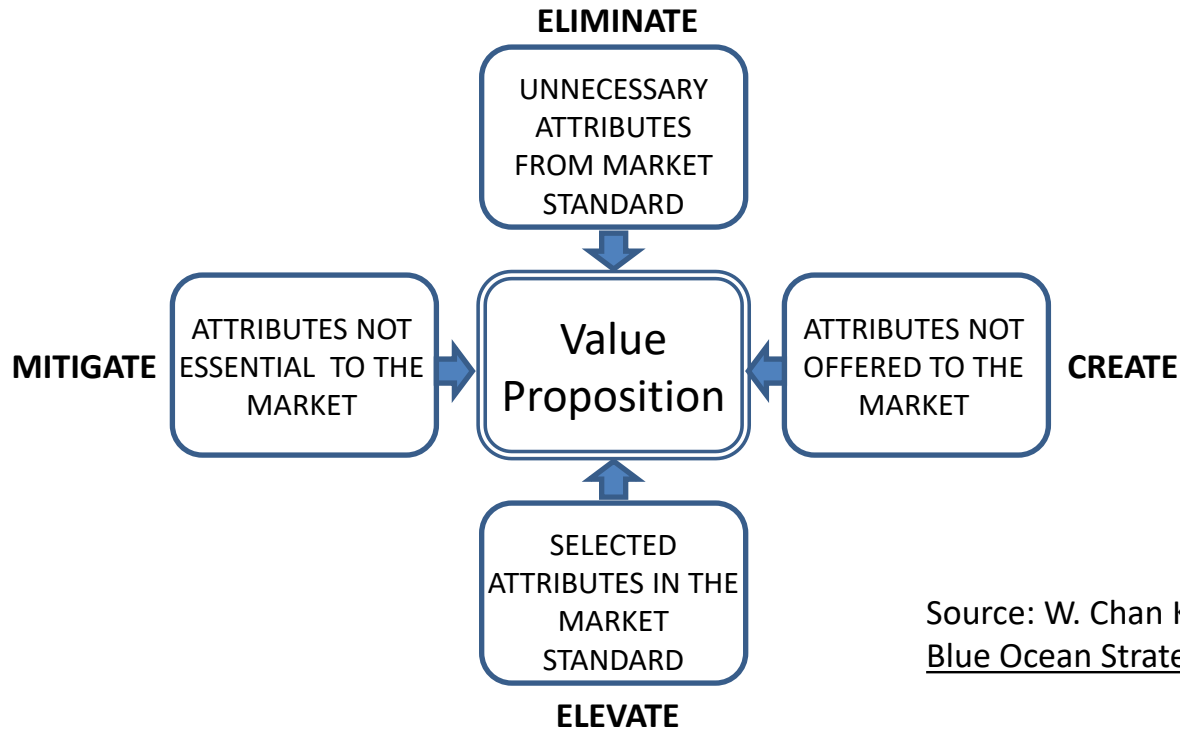 ELIMINATE
UNNECESSARY
ATTRIBUTES
FROM MARKET
STANDARD
MITIGATE
ATTRIBUTES NOT
ESSENTIAL TO THE
MARKET
Value
Proposition
ATTRIBUTES NOT
OFFERED TO THE
MARKET
CREATE
SELECTED
ATTRIBUTES IN THE
MARKET
STANDARD
ELEVATE
Source: W. Chan
Blue Ocean